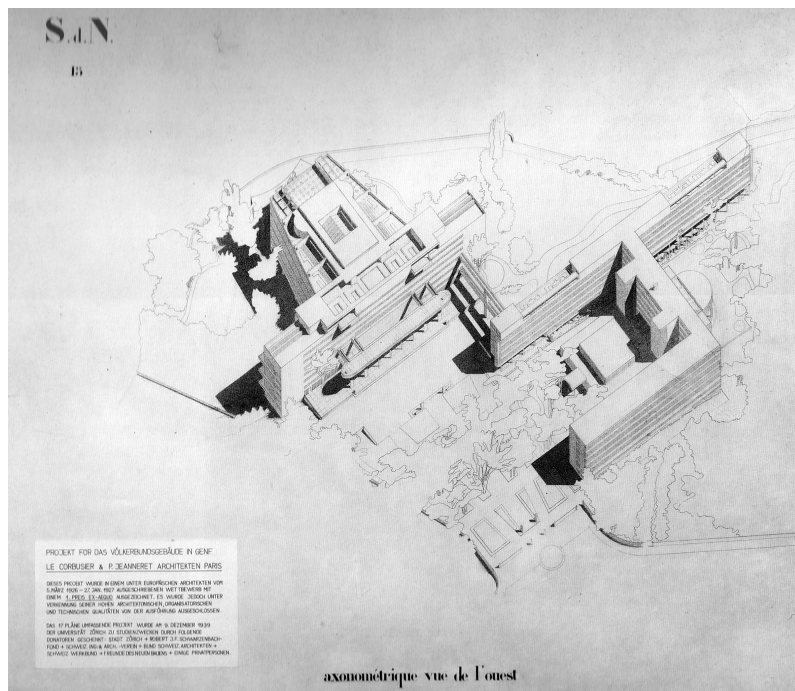 S.d.N.
15
PROJEKT FOR DAS VÖLKERBUNDSGEBÄUDE IN GENF.
LE CORBUSIER & P. JEANNERET ARCHITEKTEN PARIS
DIESES PROJEKT WURDE IN EINEM UNTER EUROPÄISCHEN ARCHITEKTEN VOM
5. MÄRZ 1926 – 27. JAN. 1927 AUSGESCHRIEBENEN WETTBEWERB MIT
EINEM 1. PREIS EX-AEQUO AUSGEZEICHNET. ES WURDE JEDOCH UNTER
VERKENNUNG SEINER HOHEN ARCHITEKTONISCHEN, ORGANISATORISCHEN
UND TECHNISCHEN QUALITÄTEN VON DER AUSFÜHRUNG AUSGESCHLOSSEN.
DAS 17 PLÄNE UMFASSENDE PROJEKT WURDE AM 9. DEZEMBER 1939
DER UNIVERSITÄT ZÜRICH ZU STUDIENZWECKEN DURCH FOLGENDE
DONATOREN GESCHENKT: STADT ZÜRICH + ROBERT J.F. SCHWARZENBACH-
FOND + SCHWEIZ. ING. & ARCH.-VEREIN + BUND SCHWEIZ. ARCHITEKTEN +
SCHWEIZ. WERKBUND + FREUNDE DES NEUEN BAUENS + EINIGE PRIVATPERSONEN.
axonométrique vue de l'ouest